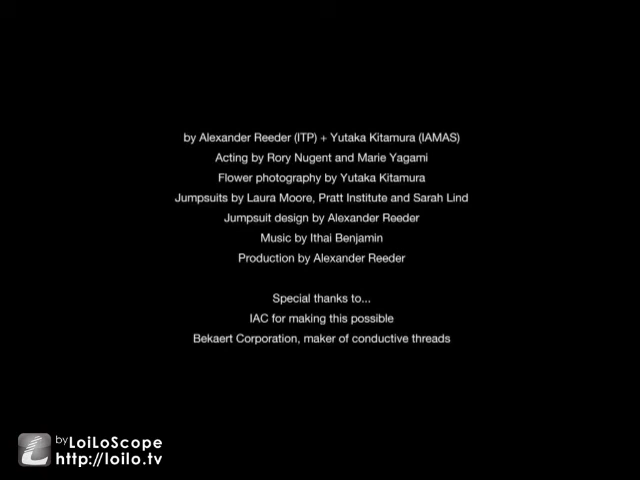 by Alexander Reeder (ITP) + Yutaka Kitamura (IAMAS)
Acting by Rory Nugent and Marie Yagami
Flower photography by Yutaka Kitamura
Jumpsuits by Laura Moore, Pratt Institute and Sarah Lind
Jumpsuit design by Alexander Reeder
Music by Ithai Benjamin
Production by Alexander Reeder
Special thanks to...
IAC for making this possible
Bekaert Corporation, maker of conductive threads
by LoiLoScope
http://loilo.tv